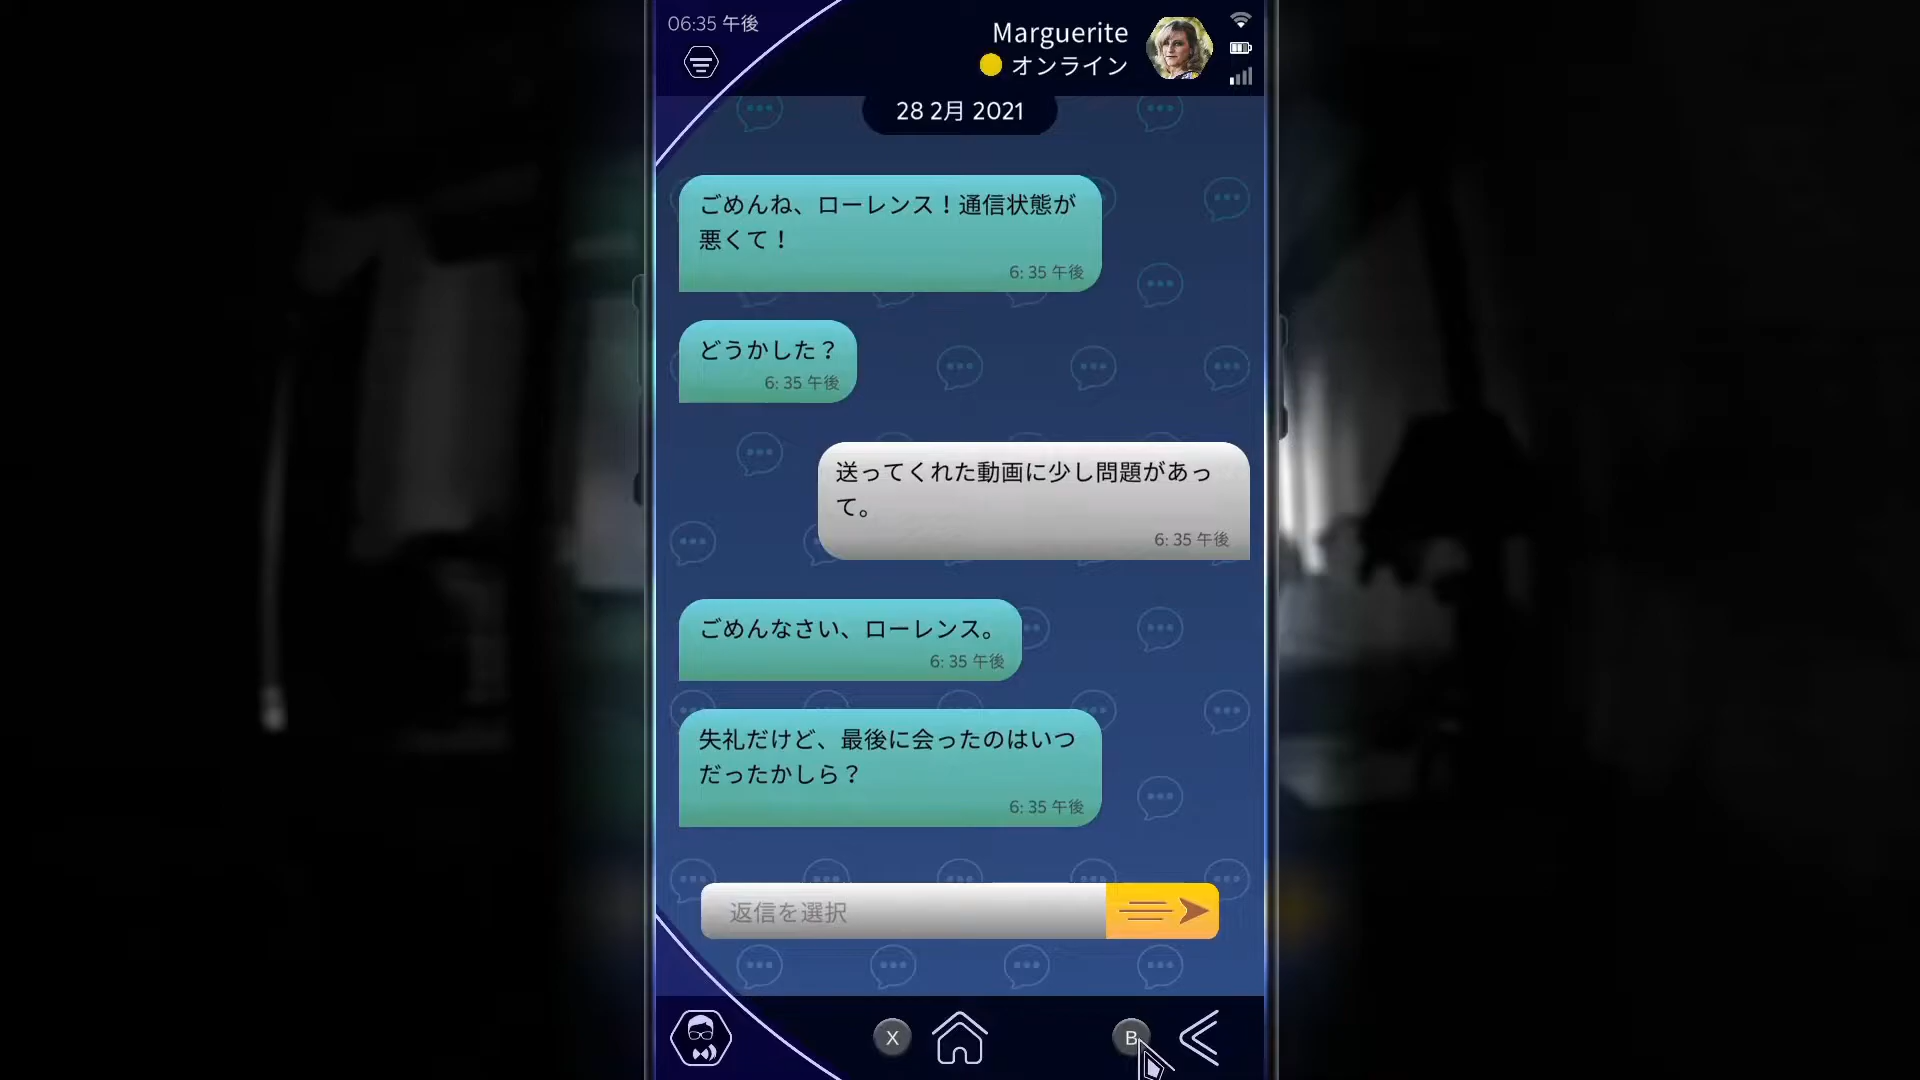 06:35 午後
Marguerite
オンライン
28 2月 2021
ごめんね、ローレンス！通信状態が
悪くて！
6: 35 午後
どうかした？
6: 35 午後
送ってくれた動画に少し問題があっ
て。
6: 35 午後
ごめんなさい、ローレンス。
6: 35 午後
失礼だけど、最後に会ったのはいつ
だったかしら？
6: 35 午後
返信を選択
X
B